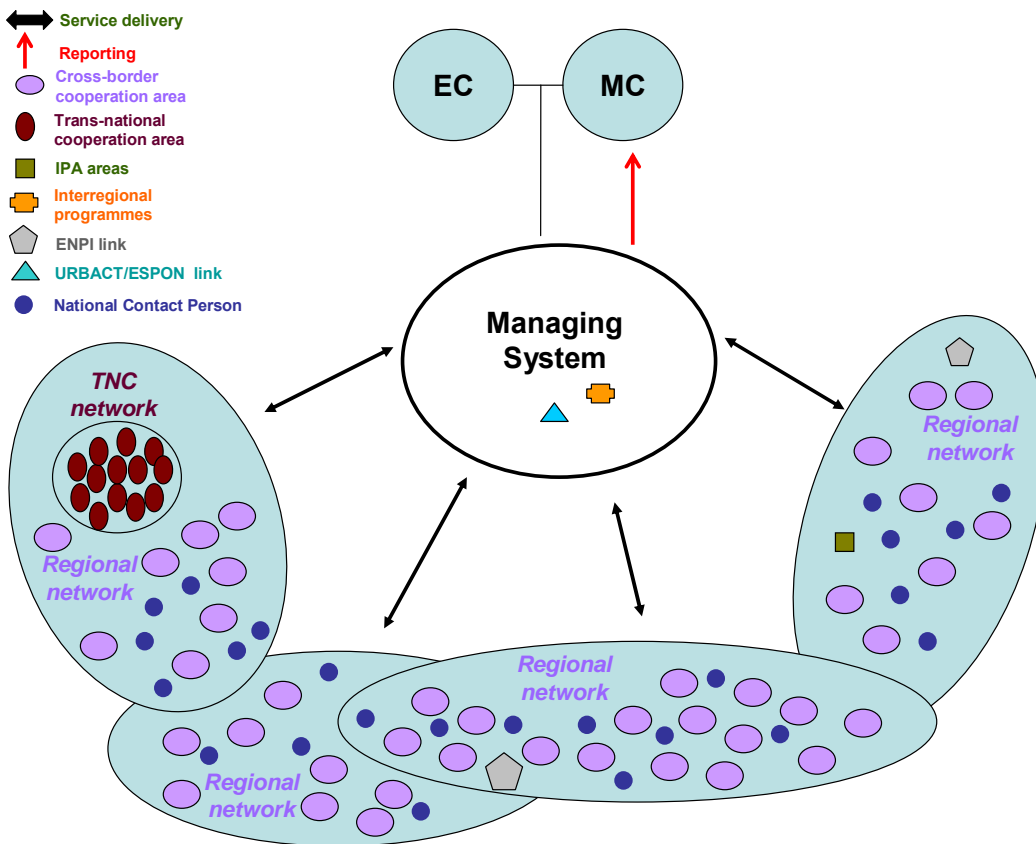 Service delivery
Reporting
Cross-border
cooperation area
Trans-national
cooperation area
IPA areas
Interregional
programmes
ENPI link
URBACT/ESPON link
National Contact Person
EC
MC
Managing
System
TNC
network
Regional
network
Regional
network
Regional
network
Regional
network